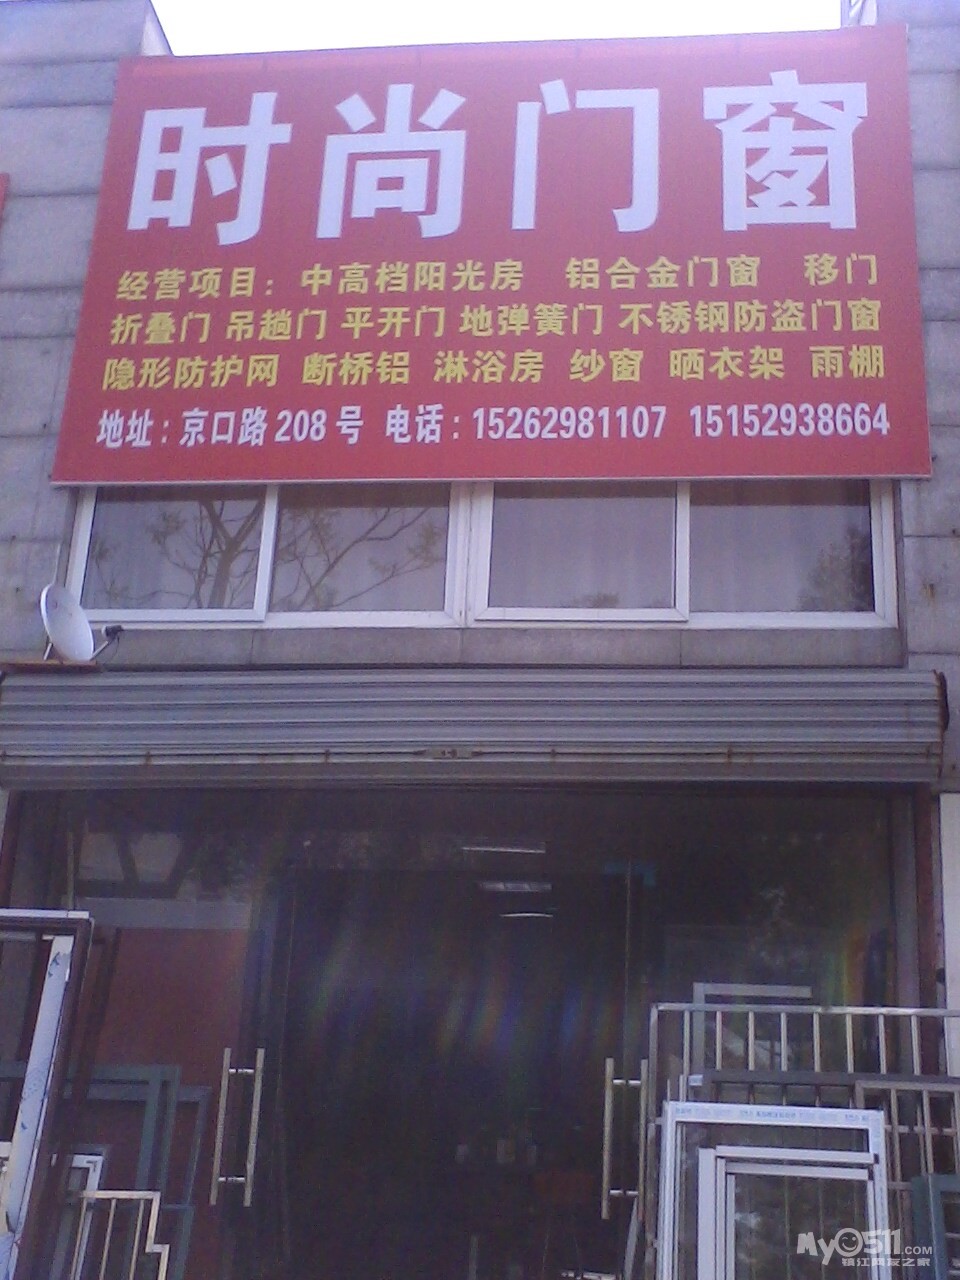 时尚门窗
经营项目：中高档阳光房 铝合金门窗 移门
折叠门 吊趟门 平开门 地弹簧门 不锈钢防盗门窗
隐形防护网 断桥铝 淋浴房 纱窗 晒衣架 雨棚
地址：京口路208号 电话：15262981107 15152938664
My0511.COM
镇江网友之家